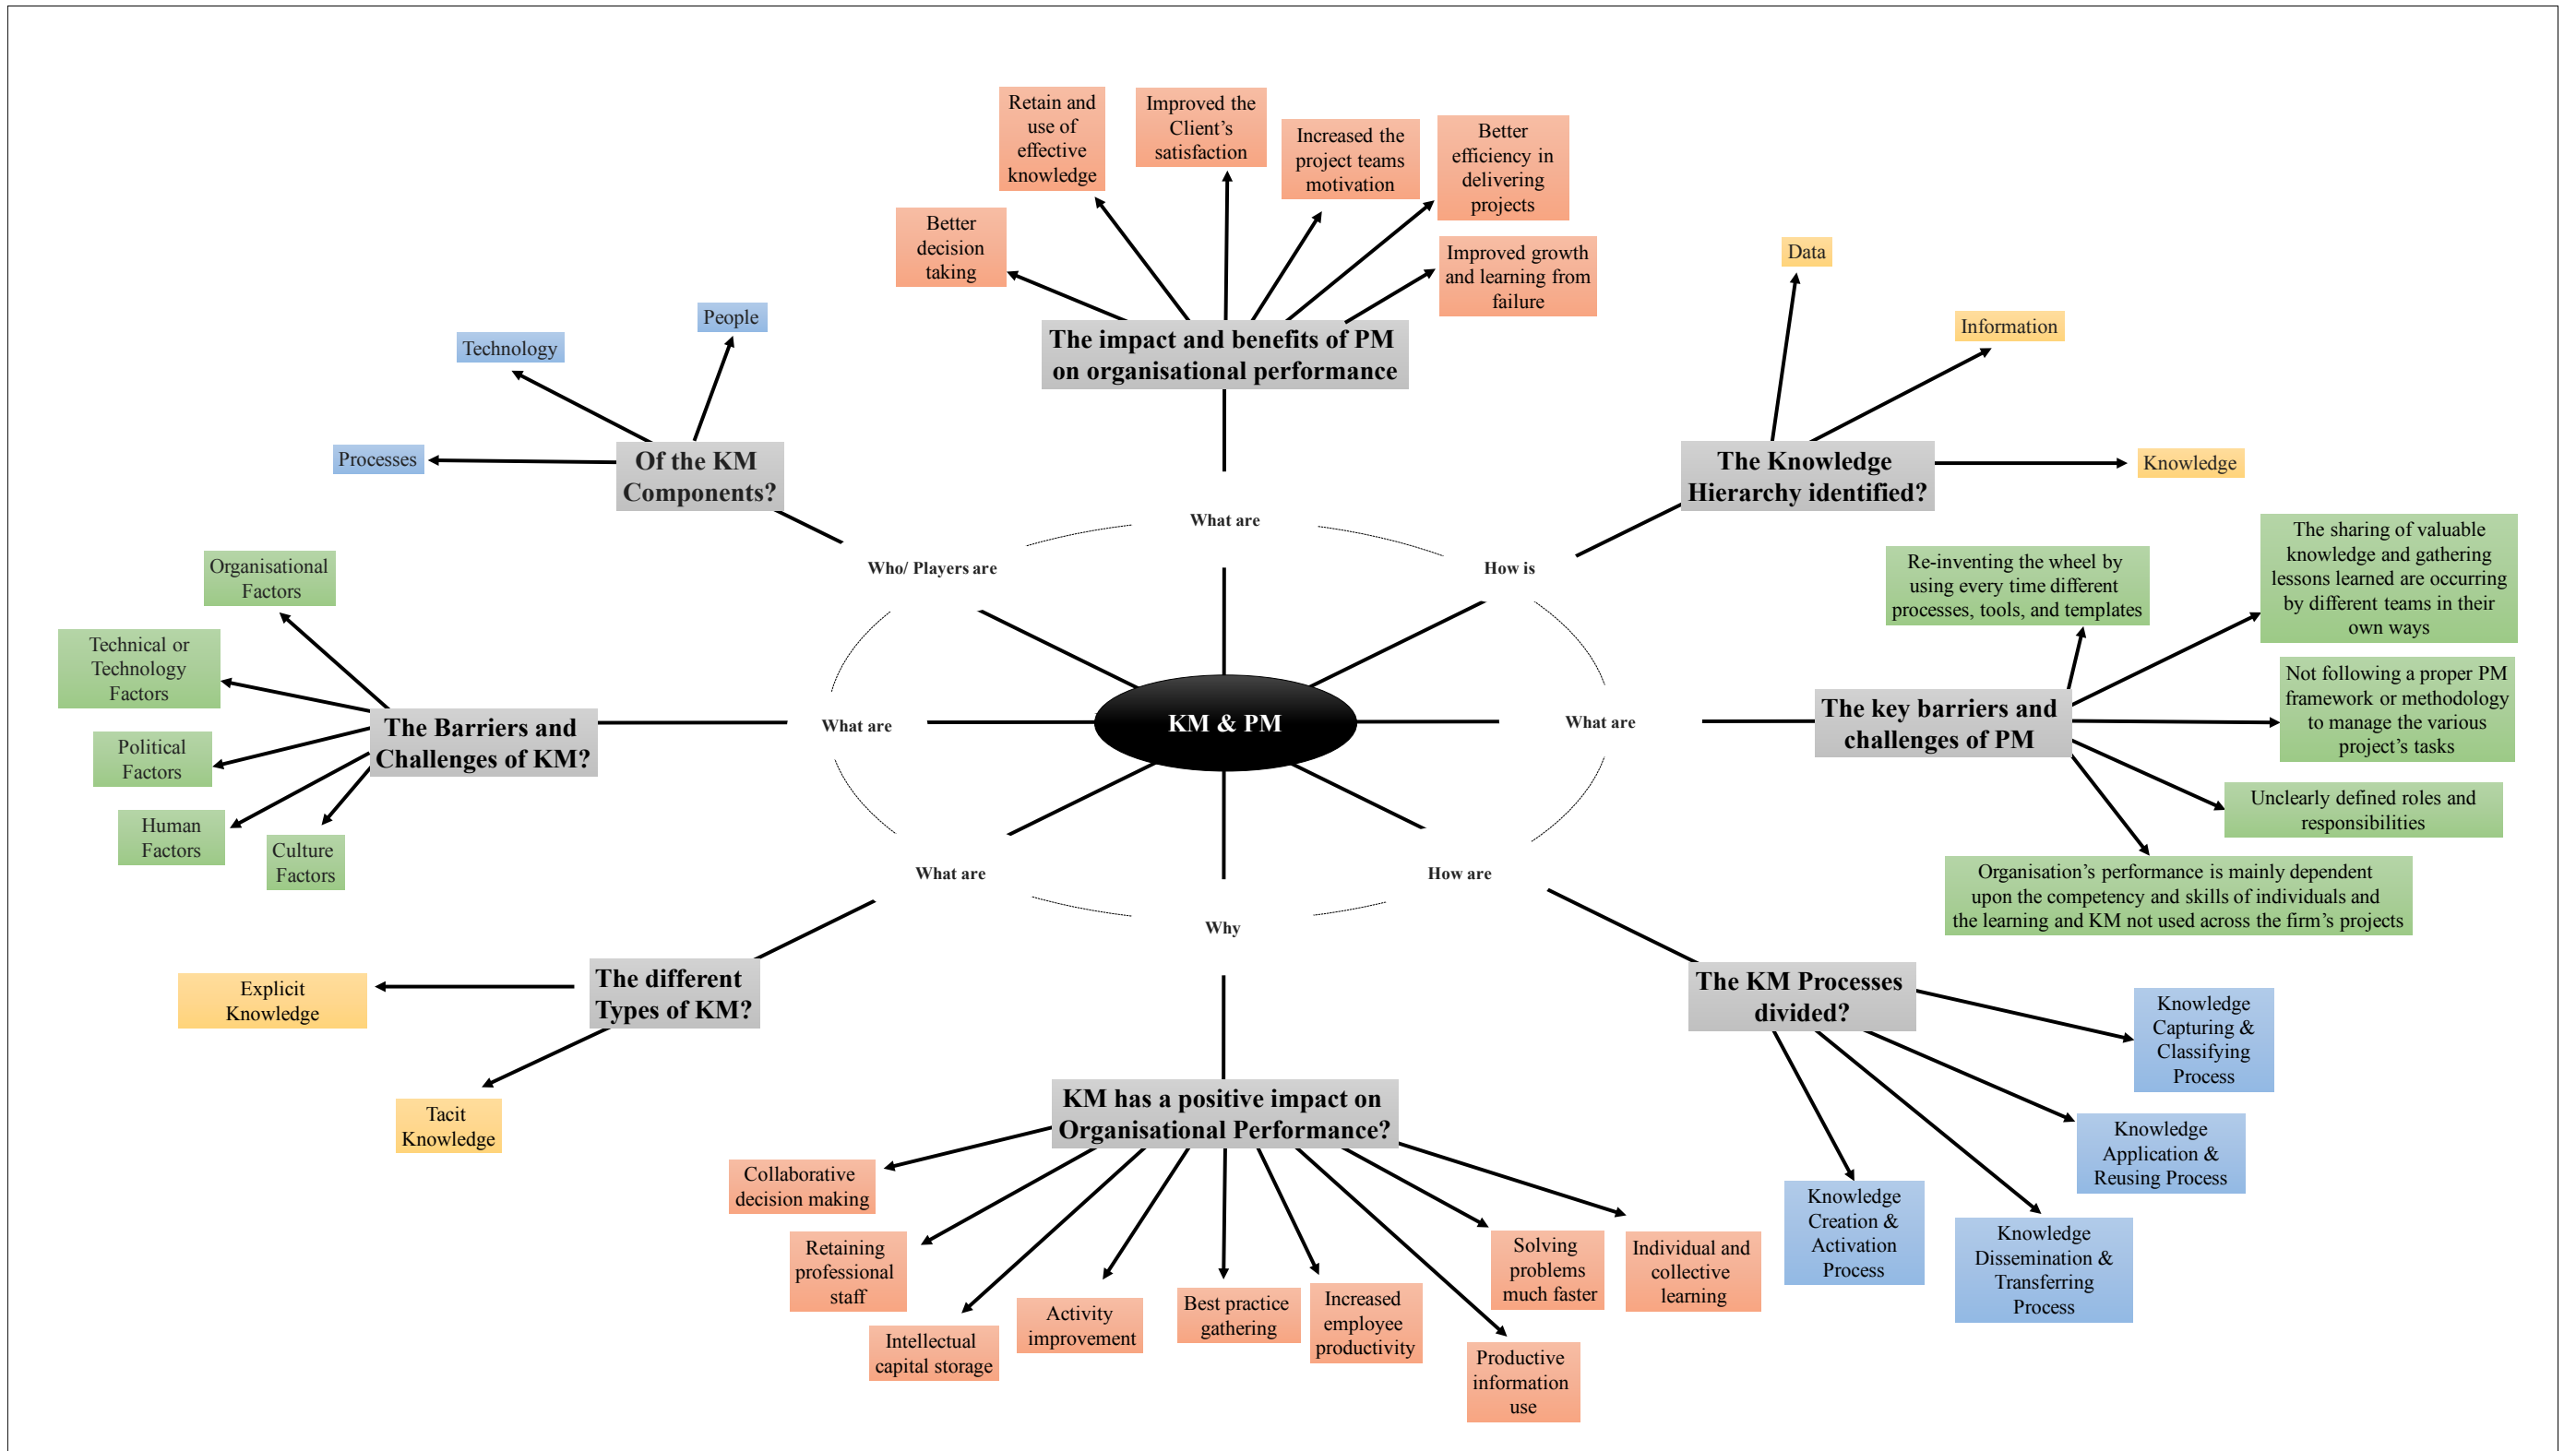 Retain and
use of
effective
knowledge
Improved the
Client's
satisfaction
Increased the
project teams
motivation
Better
efficiency in
delivering
projects
Better
decision
taking
Improved growth
and learning from
failure
The impact and benefits of PM
on organisational performance
What are
People
Technology
Processes
Of the KM
Components?
Who/ Players are
Data
Information
Knowledge
The Knowledge
Hierarchy identified?
How is
Organisational
Factors
Technical or
Technology
Factors
Political
Factors
Human
Factors
Culture
Factors
The Barriers and
Challenges of KM?
What are
KM & PM
What are
The key barriers and
challenges of PM
Re-inventing the wheel by
using every time different
processes, tools, and templates
The sharing of valuable
knowledge and gathering
lessons learned are occurring
by different teams in their
own ways
Not following a proper PM
framework or methodology
to manage the various
project's tasks
Unclearly defined roles and
responsibilities
Organisation's performance is mainly dependent
upon the competency and skills of individuals and
the learning and KM not used across the firm's projects
What are
The different
Types of KM?
Explicit
Knowledge
Tacit
Knowledge
Why
KM has a positive impact on
Organisational Performance?
Collaborative
decision making
Retaining
professional
staff
Intellectual
capital storage
Activity
improvement
Best practice
gathering
Increased
employee
productivity
Productive
information
use
Solving
problems
much faster
Individual and
collective
learning
How are
The KM Processes
divided?
Knowledge
Capturing &
Classifying
Process
Knowledge
Application &
Reusing Process
Knowledge
Dissemination &
Transferring
Process
Knowledge
Creation &
Activation
Process